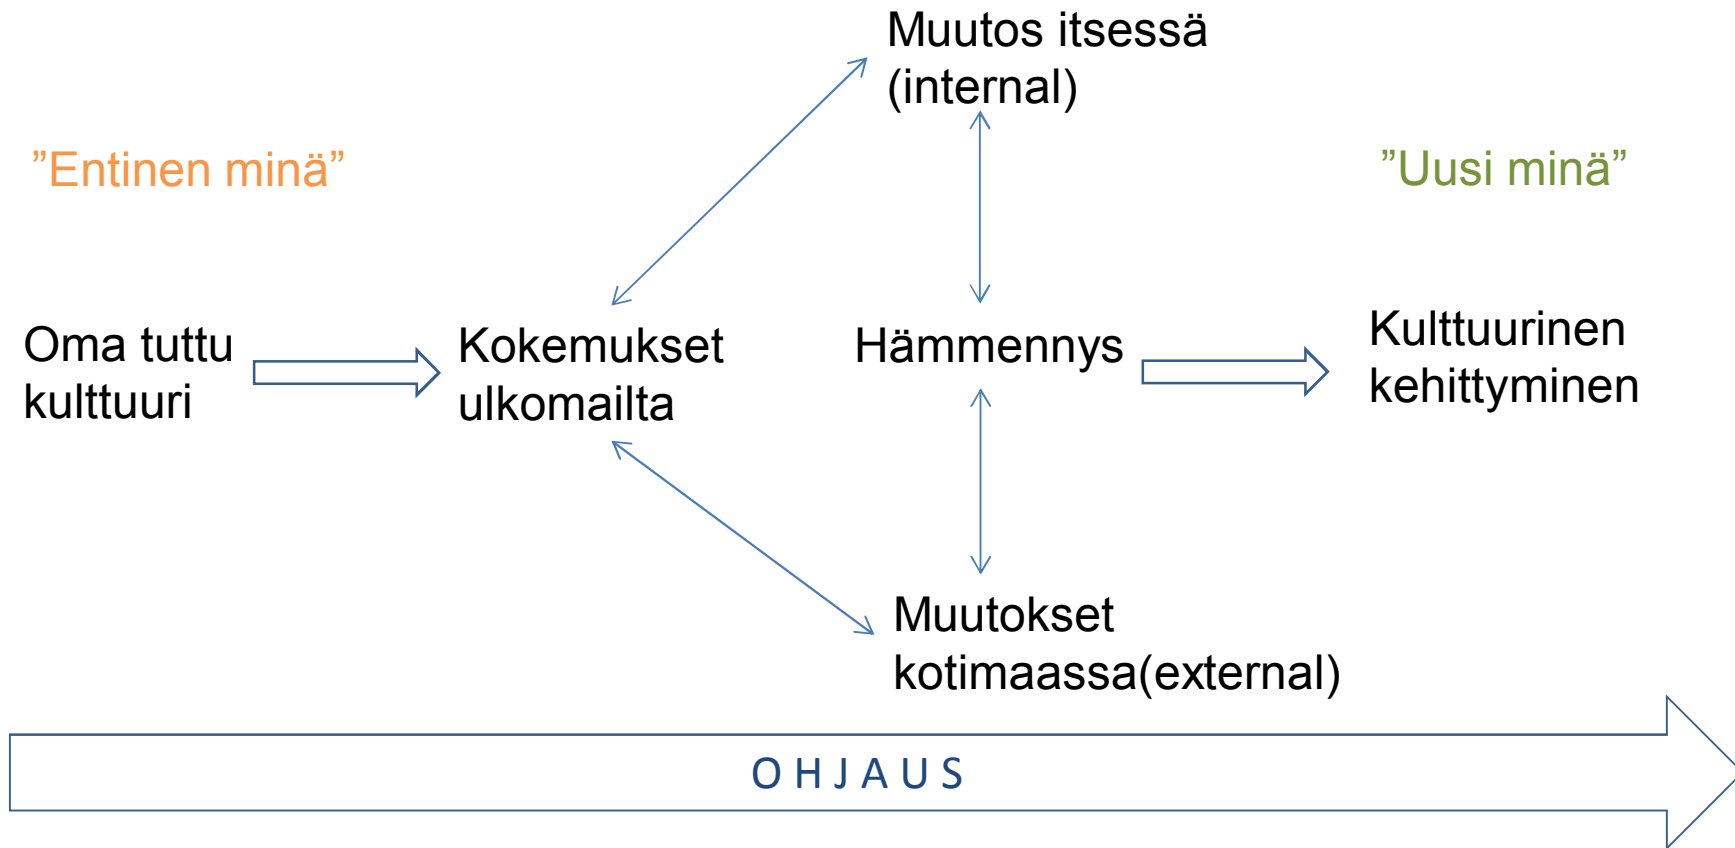 Muutos itsessä
(internal)
”Entinen minä”
”Uusi minä”
Oma tuttu
kulttuuri
Kokemukset
ulkomailta
Hämmennys
Kulttuurinen
kehittyminen
Muutokset
kotimaassa(external)
O H J A U S